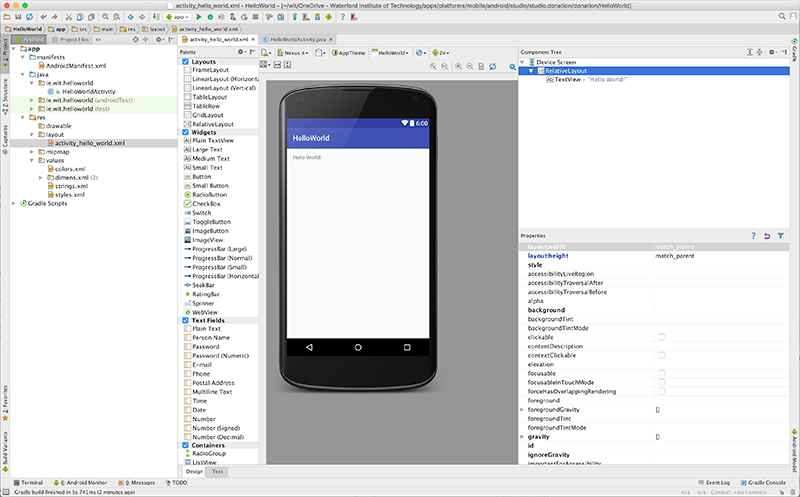 activity_hello_world.xml - HelloWorld - [~/wit/OneDrive - Waterford Institute of Technology/apps/platforms/mobile/android/studio/studio.donation/donation/HelloWorld]
app
HelloWorld app src main res layout activity_hello_world.xml
Android Project Files
activity_hello_world.xml HelloWorldActivity.java
app
manifests
AndroidManifest.xml
java
ie.wit.helloworld
HelloWorldActivity
ie.wit.helloworld (androidTest)
ie.wit.helloworld (test)
res
drawable
layout
activity_hello_world.xml
mipmap
values
colors.xml
dimens.xml (2)
strings.xml
styles.xml
Gradle Scripts
1: Project
7: Structure
Captures
2: Favorites
Build Variants
Palette
Layouts
FrameLayout
LinearLayout (Horizonta
LinearLayout (Vertical)
TableLayout
TableRow
GridLayout
RelativeLayout
Widgets
Plain TextView
Large Text
Medium Text
Small Text
Button
Small Button
RadioButton
CheckBox
Switch
ToggleButton
ImageButton
ImageView
ProgressBar (Large)
ProgressBar (Normal)
ProgressBar (Small)
ProgressBar (Horizonta
SeekBar
RatingBar
Spinner
WebView
Text Fields
Plain Text
Person Name
Password
Password (Numeric)
E-mail
Phone
Postal Address
Multiline Text
Time
Date
Number
Number (Signed)
Number (Decimal)
Containers
RadioGroup
ListView
Design Text
Nexus 4 AppTheme HelloWorld 24
6:00
HelloWorld
Hello World!
Component Tree
Device Screen
RelativeLayout
TextView - "Hello World!"
Properties
layout:width match_parent
layout:height match_parent
style
accessibilityLiveRegion
accessibilityTraversalAfter
accessibilityTraversalBefore
alpha
background
backgroundTint
backgroundTintMode
clickable
contentDescription
contextClickable
elevation
focusable
focusableInTouchMode
forceHasOverlappingRendering
foreground
foregroundGravity []
foregroundTint
foregroundTintMode
gravity []
id
ignoreGravity
importantForAccessibility
Gradle
Android Model
Terminal 6: Android Monitor 0: Messages TODO Event Log Gradle Console
Gradle build finished in 5s 741ms (2 minutes ago) n/a n/a Context: <no context>